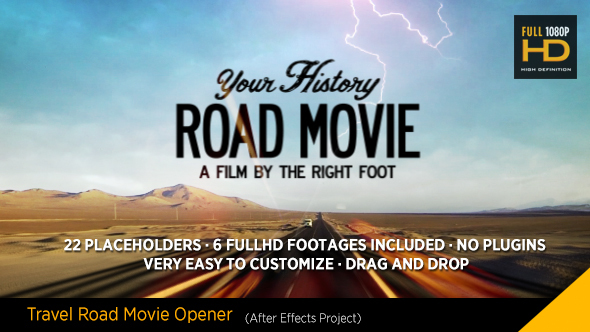 FULL 1080P
HD
HIGH DEFINITION
Your History
ROAD MOVIE
A FILM BY THE RIGHT FOOT
22 PLACEHOLDERS · 6 FULLHD FOOTAGES INCLUDED · NO PLUGINS
VERY EASY TO CUSTOMIZE · DRAG AND DROP
Travel Road Movie Opener (After Effects Project)